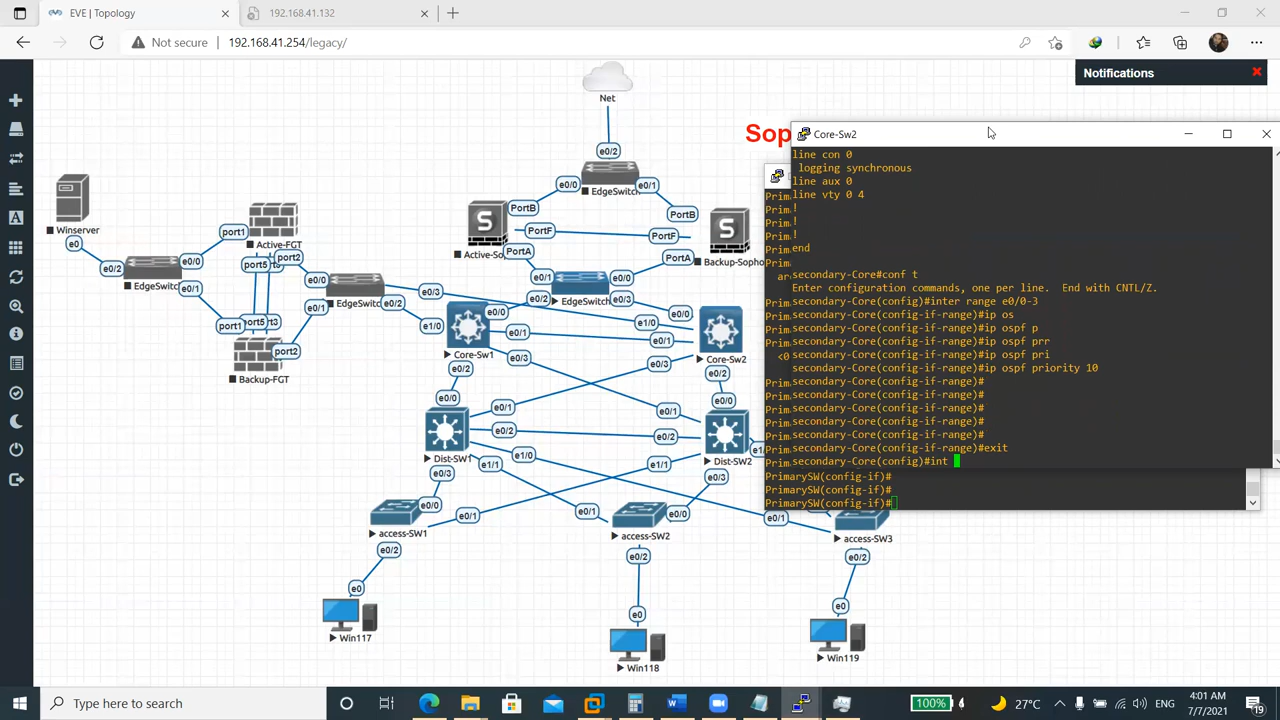 EVE | Topology
192.168.41.132
Not secure
192.168.41.254/legacy/
Notifications
Net
e0/2
EdgeSwitc
e0/0
e0/1
PortB
PortB
PortF
PortF
PortA
PortA
Active-So
Backup-Sopho
Sop
Winserver
e0
e0/2
EdgeSwitc
e0/0
e0/1
port1
Active-FGT
port2
port5
port5
port1
port2
Backup-FGT
e0/0
e0/1
EdgeSwitc
e0/2
e0/3
e0/1
e0/0
EdgeSwitch
e0/2
e0/3
e0/0
e1/0
e0/1
Core-Sw1
e0/3
e0/2
e0/0
e1/0
e1/0
Core-Sw2
e0/3
e0/2
e0/0
e0/0
e0/1
e0/1
e0/2
e0/2
Dist-SW1
Dist-SW2
e0/3
e1/1
e1/0
e1/1
e0/3
e0/0
e0/1
e0/1
e0/0
e0/1
access-SW1
access-SW2
access-SW3
e0/2
e0/2
e0/2
e0
e0
e0
Win117
Win118
Win119
Core-Sw2
line con 0
logging synchronous
line aux 0
line vty 0 4
!
!
!
end
secondary-Core#conf t
Enter configuration commands, one per line.  End with CNTL/Z.
secondary-Core(config)#inter range e0/0-3
secondary-Core(config-if-range)#ip os
secondary-Core(config-if-range)#ip ospf p
secondary-Core(config-if-range)#ip ospf prr
secondary-Core(config-if-range)#ip ospf pri
secondary-Core(config-if-range)#ip ospf priority 10
secondary-Core(config-if-range)#
secondary-Core(config-if-range)#
secondary-Core(config-if-range)#
secondary-Core(config-if-range)#
secondary-Core(config-if-range)#exit
secondary-Core(config)#int
PrimarySW(config-if)#
PrimarySW(config-if)#
PrimarySW(config-if)#
Type here to search
100%
27°C
ENG
4:01 AM
7/7/2021
19